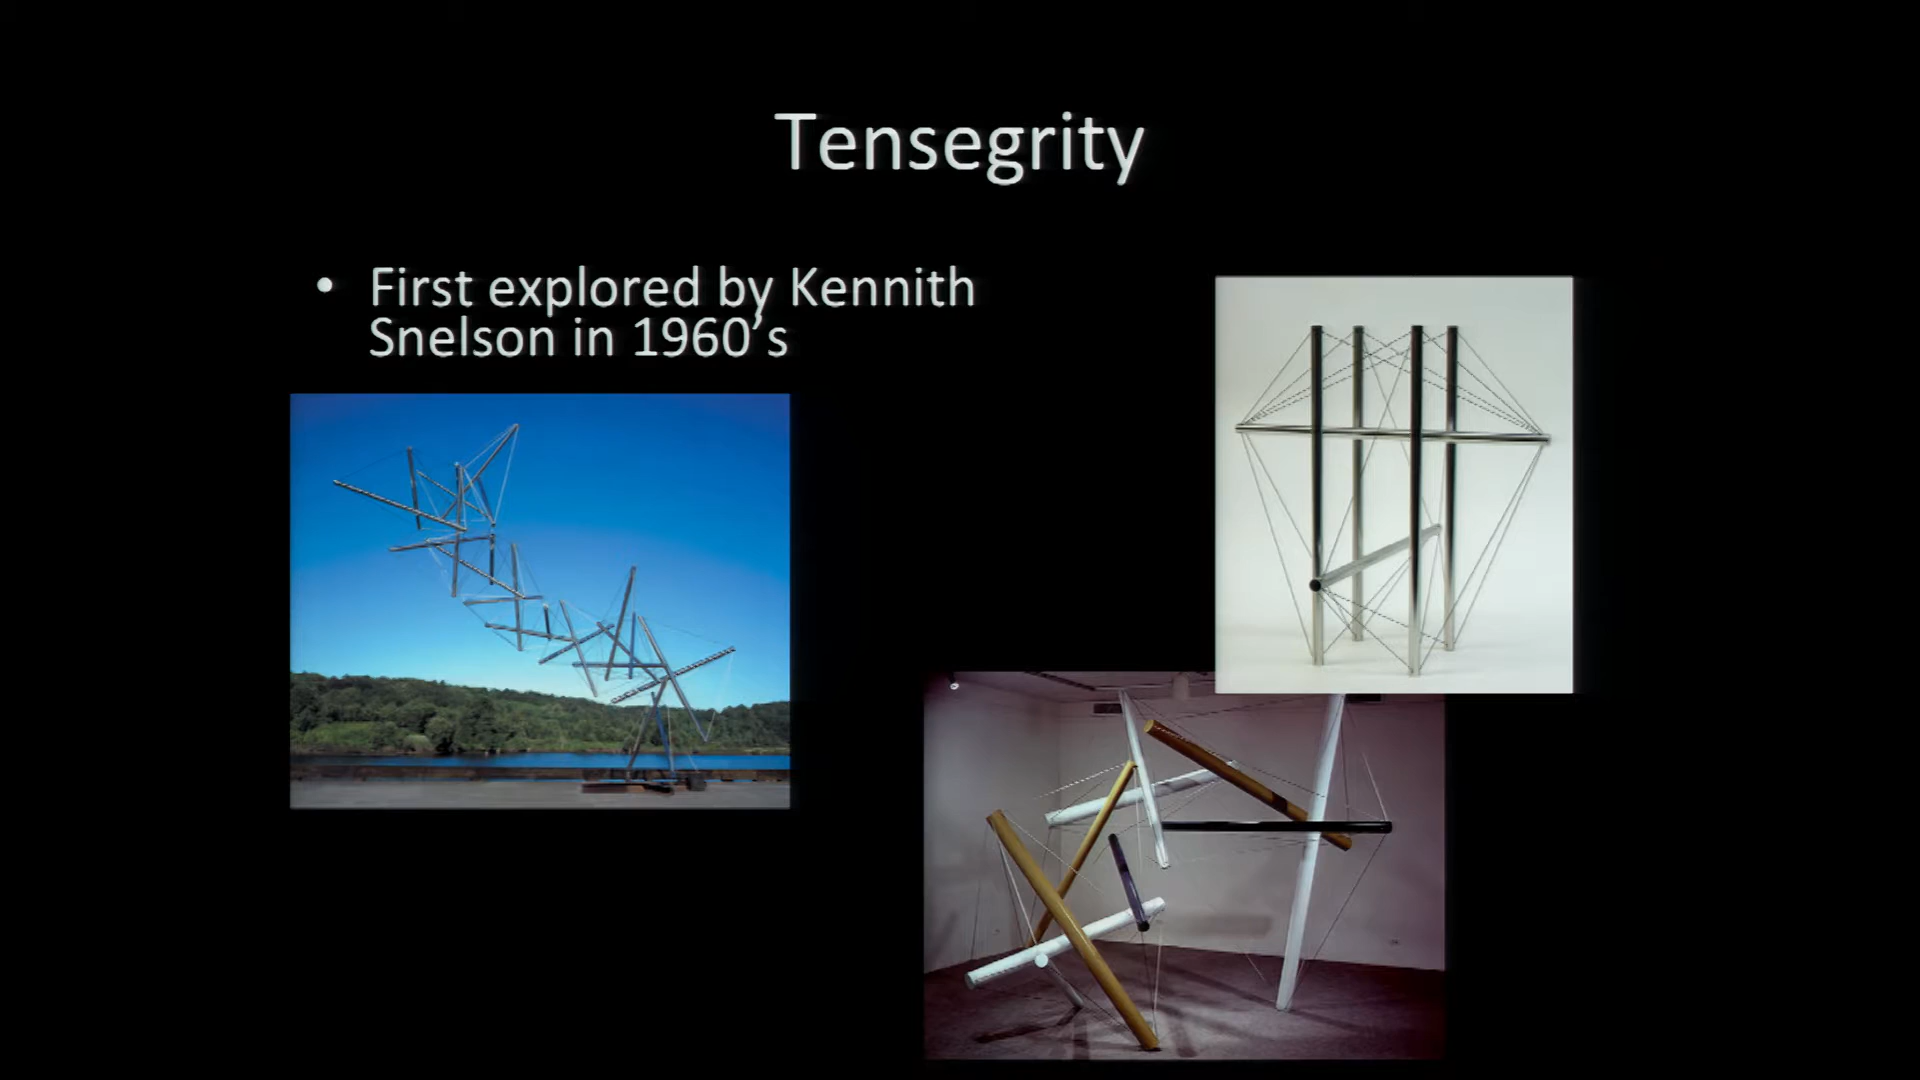 Tensegrity
• First explored by Kennith
Snelson in 1960’s